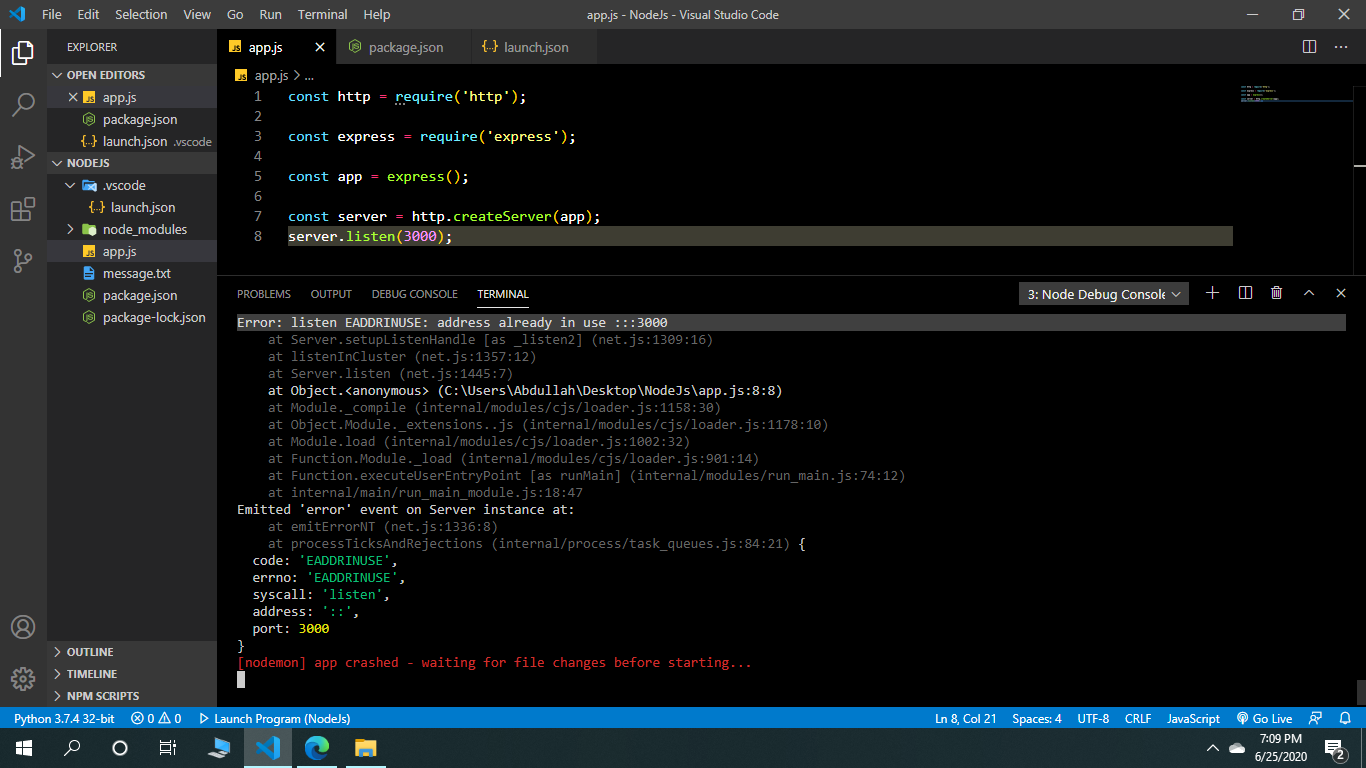 File Edit Selection View Go Run Terminal Help
app.js - NodeJs - Visual Studio Code
EXPLORER
OPEN EDITORS
app.js
package.json
launch.json .vscode
NODEJS
.vscode
launch.json
node_modules
app.js
message.txt
package.json
package-lock.json
OUTLINE
TIMELINE
NPM SCRIPTS
app.js package.json launch.json
app.js > ...
1 const http = require('http');
2
3 const express = require('express');
4
5 const app = express();
6
7 const server = http.createServer(app);
8 server.listen(3000);
PROBLEMS OUTPUT DEBUG CONSOLE TERMINAL
3: Node Debug Console
Error: listen EADDRINUSE: address already in use :::3000
at Server.setupListenHandle [as _listen2] (net.js:1309:16)
at listenInCluster (net.js:1357:12)
at Server.listen (net.js:1445:7)
at Object.<anonymous> (C:\Users\Abdullah\Desktop\NodeJs\app.js:8:8)
at Module._compile (internal/modules/cjs/loader.js:1158:30)
at Object.Module._extensions..js (internal/modules/cjs/loader.js:1178:10)
at Module.load (internal/modules/cjs/loader.js:1002:32)
at Function.Module._load (internal/modules/cjs/loader.js:901:14)
at Function.executeUserEntryPoint [as runMain] (internal/modules/run_main.js:74:12)
at internal/main/run_main_module.js:18:47
Emitted 'error' event on Server instance at:
at emitErrorNT (net.js:1336:8)
at processTicksAndRejections (internal/process/task_queues.js:84:21) {
code: 'EADDRINUSE',
errno: 'EADDRINUSE',
syscall: 'listen',
address: '::',
port: 3000
}
[nodemon] app crashed - waiting for file changes before starting...
Python 3.7.4 32-bit 0 0 Launch Program (NodeJs) Ln 8, Col 21 Spaces: 4 UTF-8 CRLF JavaScript Go Live
7:09 PM
6/25/2020
2